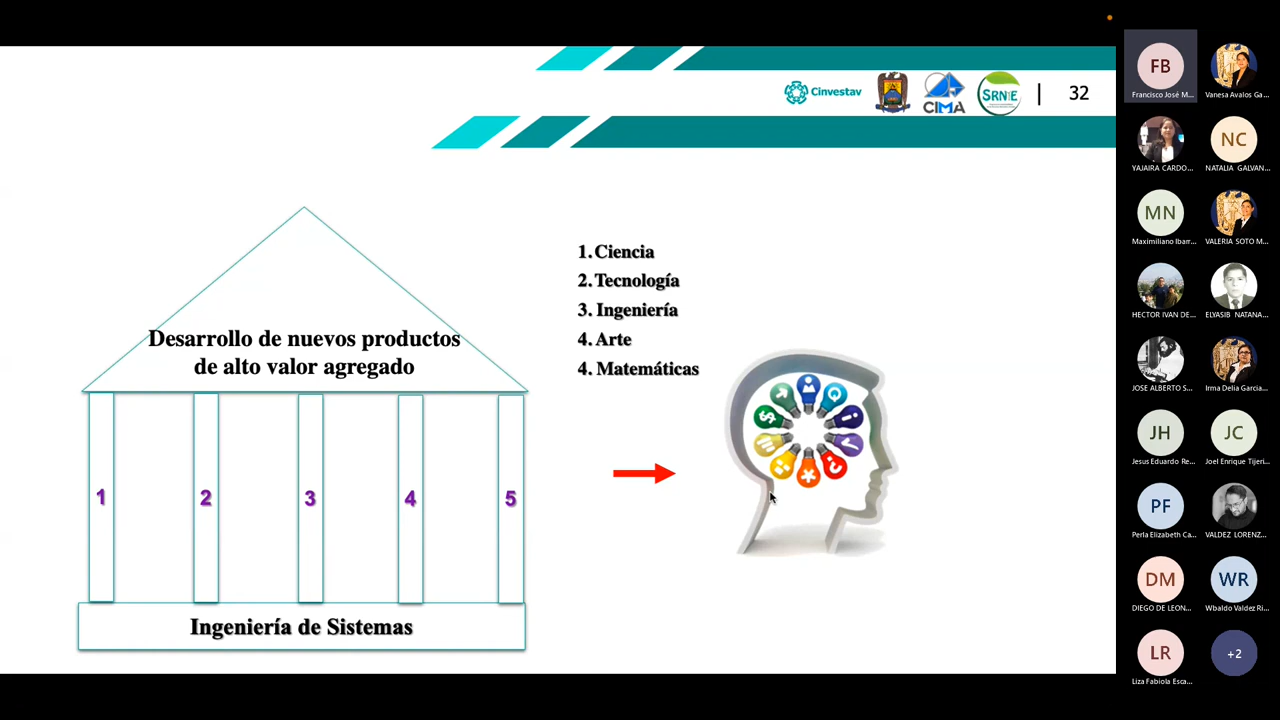 Cinvestav
CIMA
SRNyE
32
Desarrollo de nuevos productos
de alto valor agregado
1
2
3
4
5
Ingeniería de Sistemas
1. Ciencia
2. Tecnología
3. Ingeniería
4. Arte
4. Matemáticas
FB
Francisco José M...
Vanesa Avalos Ga...
YAJAIRA CARDO...
NC
NATALIA GALVAN...
MN
Maximiliano Ibarr...
VALERIA SOTO M...
HECTOR IVAN DE...
ELYASIB NATANA...
JOSE ALBERTO S...
Irma Delia Garcia...
JH
Jesus Eduardo Re...
JC
Joel Enrique Tijeri...
PF
Perla Elizabeth Ca...
VALDEZ LORENZ...
DM
DIEGO DE LEON...
WR
Wbaldo Valdez Ri...
LR
Liza Fabiola Esca...
+2